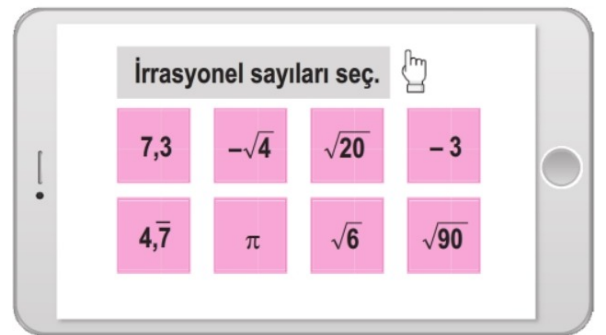 İrrasyonel sayıları seç.
7,3 –√4 √20 – 3
4,7̅ π √6 √90